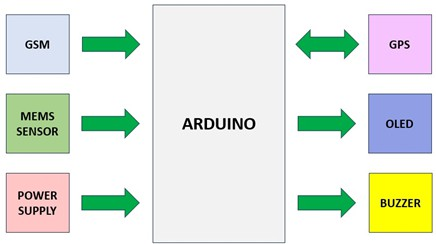 GSM
GPS
MEMS
SENSOR
ARDUINO
OLED
POWER
SUPPLY
BUZZER